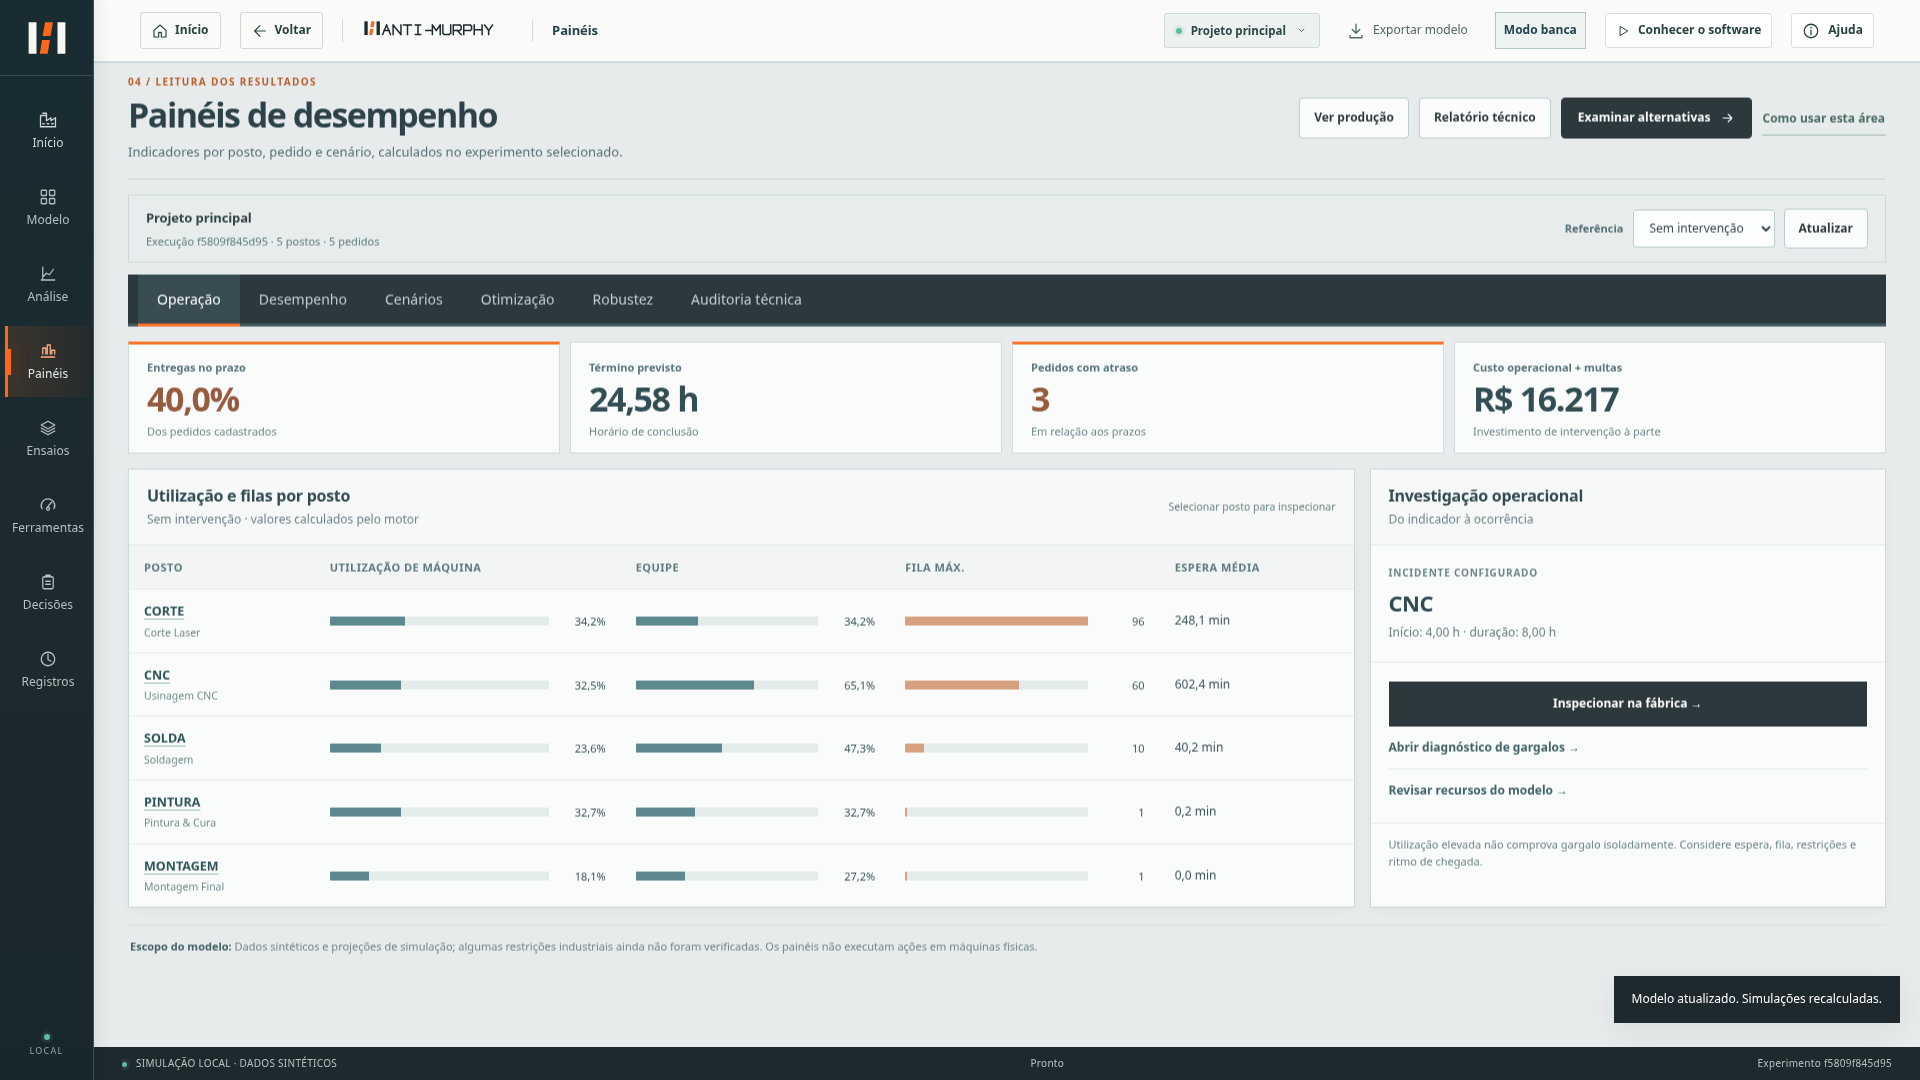 Início
Voltar
ANTI-MURPHY
Painéis
Projeto principal
Exportar modelo
Modo banca
Conhecer o software
Ajuda
Início
Modelo
Análise
Painéis
Ensaios
Ferramentas
Decisões
Registros
LOCAL
04 / LEITURA DOS RESULTADOS
Painéis de desempenho
Indicadores por posto, pedido e cenário, calculados no experimento selecionado.
Ver produção
Relatório técnico
Examinar alternativas →
Como usar esta área
Projeto principal
Execução f5809f845d95 · 5 postos · 5 pedidos
Referência
Sem intervenção
Atualizar
Operação
Desempenho
Cenários
Otimização
Robustez
Auditoria técnica
Entregas no prazo
40,0%
Dos pedidos cadastrados
Término previsto
24,58 h
Horário de conclusão
Pedidos com atraso
3
Em relação aos prazos
Custo operacional + multas
R$ 16.217
Investimento de intervenção à parte
Utilização e filas por posto
Sem intervenção · valores calculados pelo motor
Selecionar posto para inspecionar
POSTO UTILIZAÇÃO DE MÁQUINA EQUIPE FILA MÁX. ESPERA MÉDIA
CORTE 34,2% 34,2% 96 248,1 min
Corte Laser
CNC 32,5% 65,1% 60 602,4 min
Usinagem CNC
SOLDA 23,6% 47,3% 10 40,2 min
Soldagem
PINTURA 32,7% 32,7% 1 0,2 min
Pintura & Cura
MONTAGEM 18,1% 27,2% 1 0,0 min
Montagem Final
Investigação operacional
Do indicador à ocorrência
INCIDENTE CONFIGURADO
CNC
Início: 4,00 h · duração: 8,00 h
Inspecionar na fábrica →
Abrir diagnóstico de gargalos →
Revisar recursos do modelo →
Utilização elevada não comprova gargalo isoladamente. Considere espera, fila, restrições e
ritmo de chegada.
Escopo do modelo: Dados sintéticos e projeções de simulação; algumas restrições industriais ainda não foram verificadas. Os painéis não executam ações em máquinas físicas.
Modelo atualizado. Simulações recalculadas.
SIMULAÇÃO LOCAL · DADOS SINTÉTICOS
Pronto
Experimento f5809f845d95